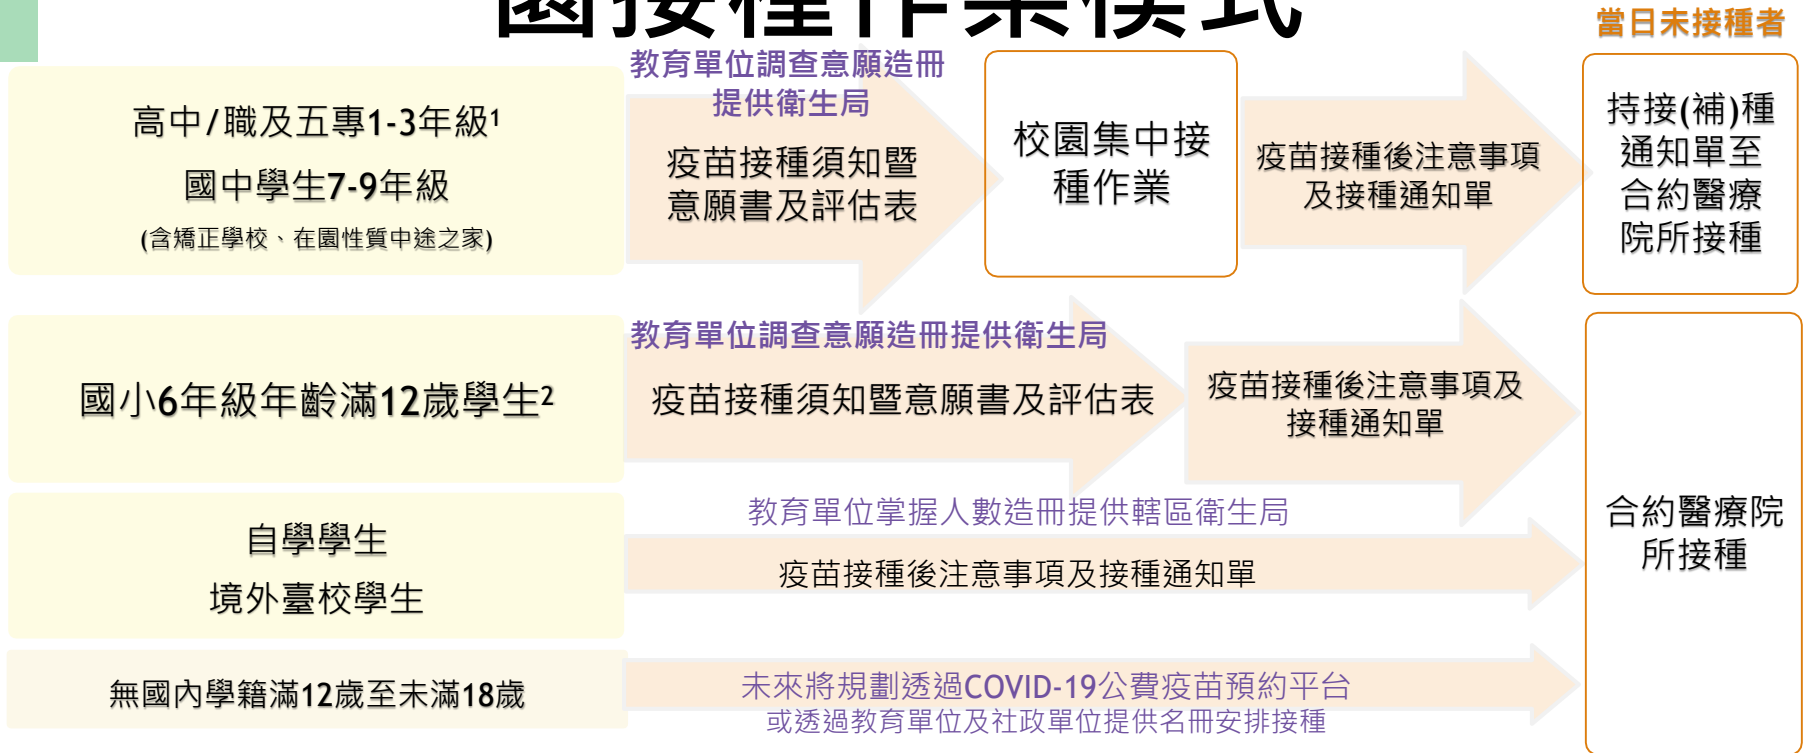 園接種作業模式
當日未接種者
高中/職及五專1-3年級¹
國中學生7-9年級
(含矯正學校、在園性質中途之家)
教育單位調查意願造冊
提供衛生局
疫苗接種須知暨
意願書及評估表
校園集中接
種作業
疫苗接種後注意事項
及接種通知單
持接(補)種
通知單至
合約醫療
院所接種
國小6年級年齡滿12歲學生²
教育單位調查意願造冊提供衛生局
疫苗接種須知暨意願書及評估表
疫苗接種後注意事項及
接種通知單
自學學生
境外臺校學生
教育單位掌握人數造冊提供轄區衛生局
疫苗接種後注意事項及接種通知單
合約醫療院
所接種
無國內學籍滿12歲至未滿18歲
未來將規劃透過COVID-19公費疫苗預約平台
或透過教育單位及社政單位提供名冊安排接種